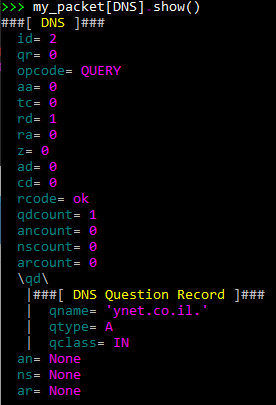 >>> my_packet[DNS].show()
###[ DNS ]###
id= 2
qr= 0
opcode= QUERY
aa= 0
tc= 0
rd= 1
ra= 0
z= 0
ad= 0
cd= 0
rcode= ok
qdcount= 1
ancount= 0
nscount= 0
arcount= 0
\qd\
|###[ DNS Question Record ]###
| qname= 'ynet.co.il.'
| qtype= A
| qclass= IN
an= None
ns= None
ar= None